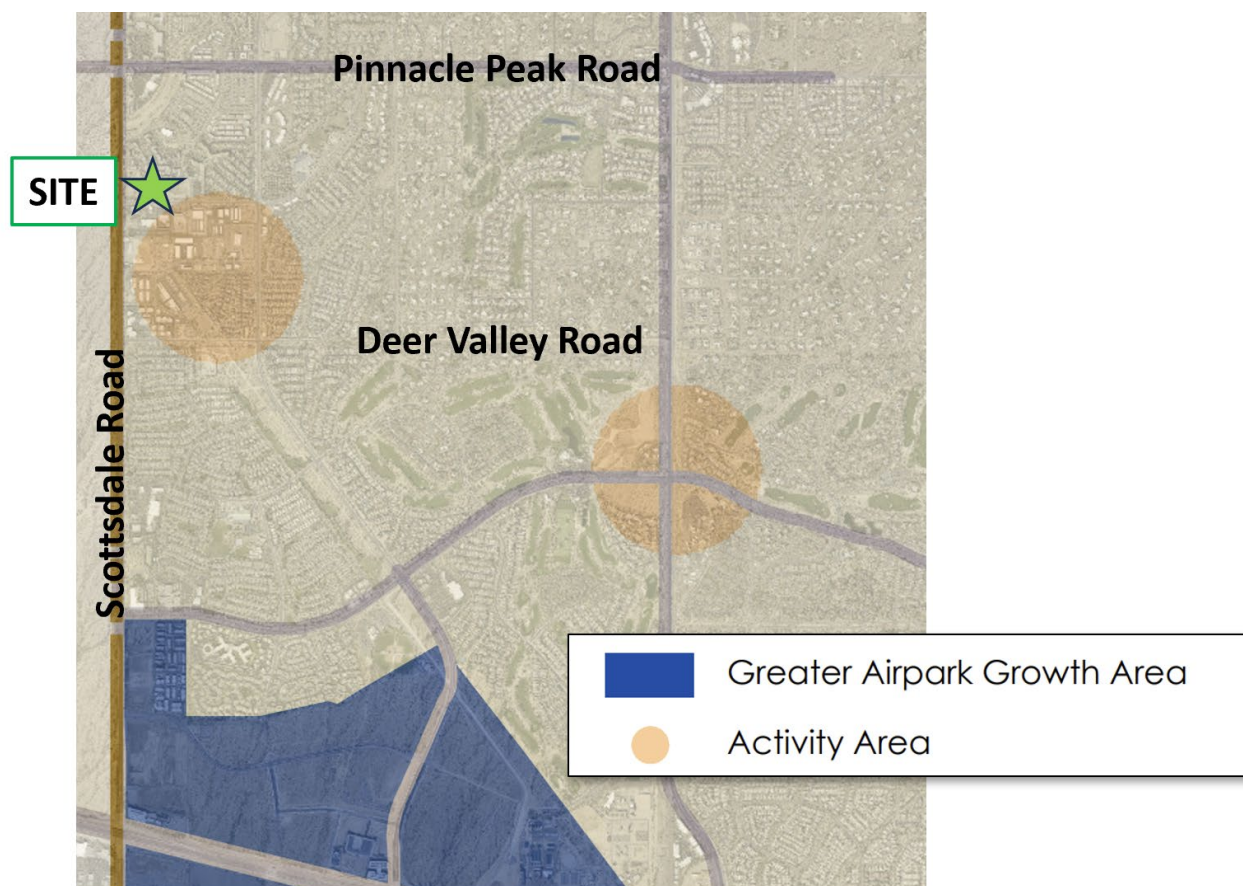 Pinnacle Peak Road
SITE
Deer Valley Road
Scottsdale Road
Greater Airpark Growth Area
Activity Area